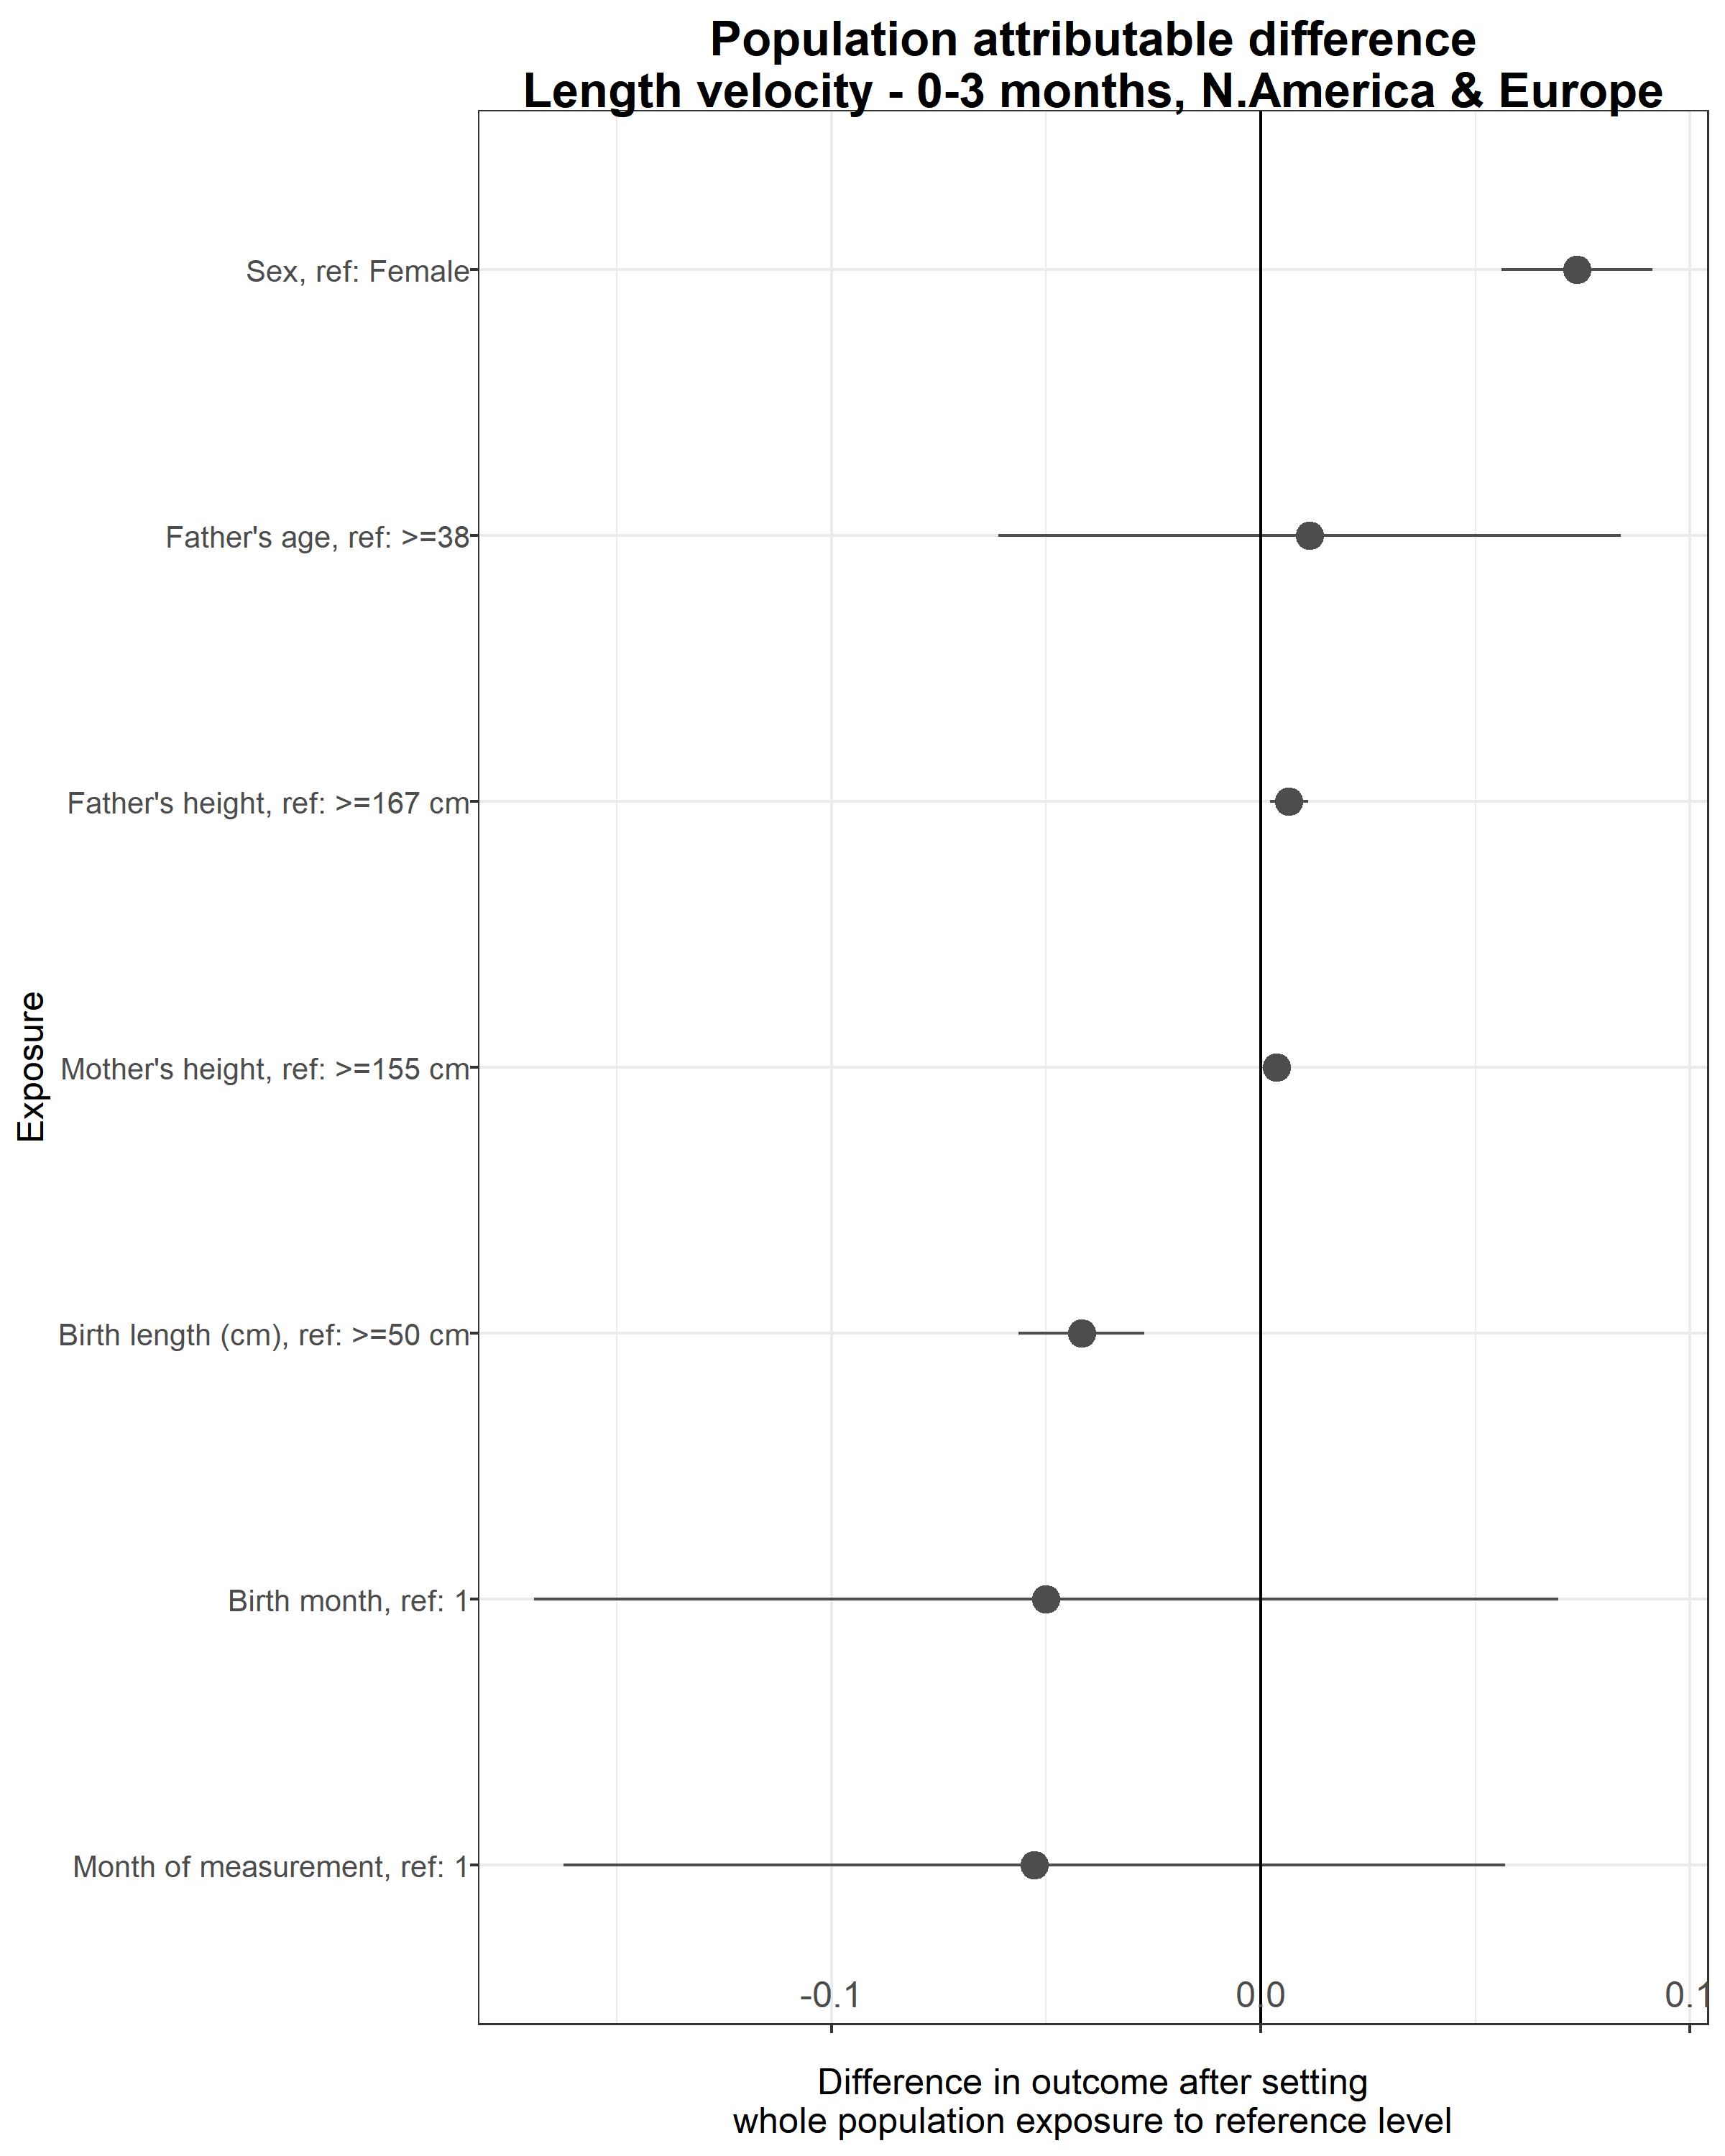 Population attributable difference
Length velocity - 0-3 months, N.America & Europe
Exposure
Sex, ref: Female
Father's age, ref: >=38
Father's height, ref: >=167 cm
Mother's height, ref: >=155 cm
Birth length (cm), ref: >=50 cm
Birth month, ref: 1
Month of measurement, ref: 1
-0.1 0.0 0.1
Difference in outcome after setting
whole population exposure to reference level